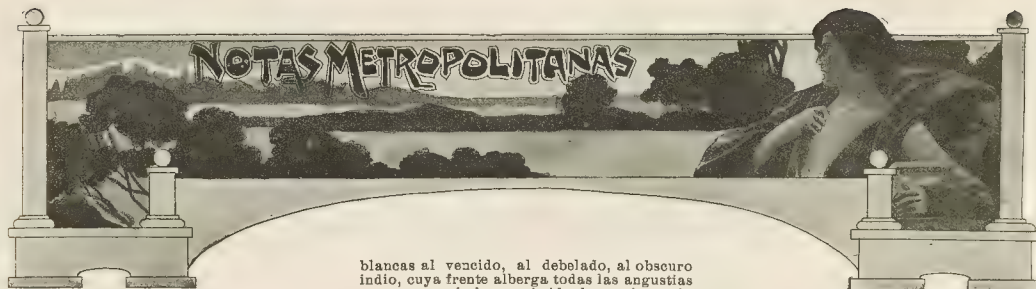 NOTAS METROPOLITANAS
blancas al vencido, al debelado, al obscuro
indio, cuya frente alberga todas las angustias